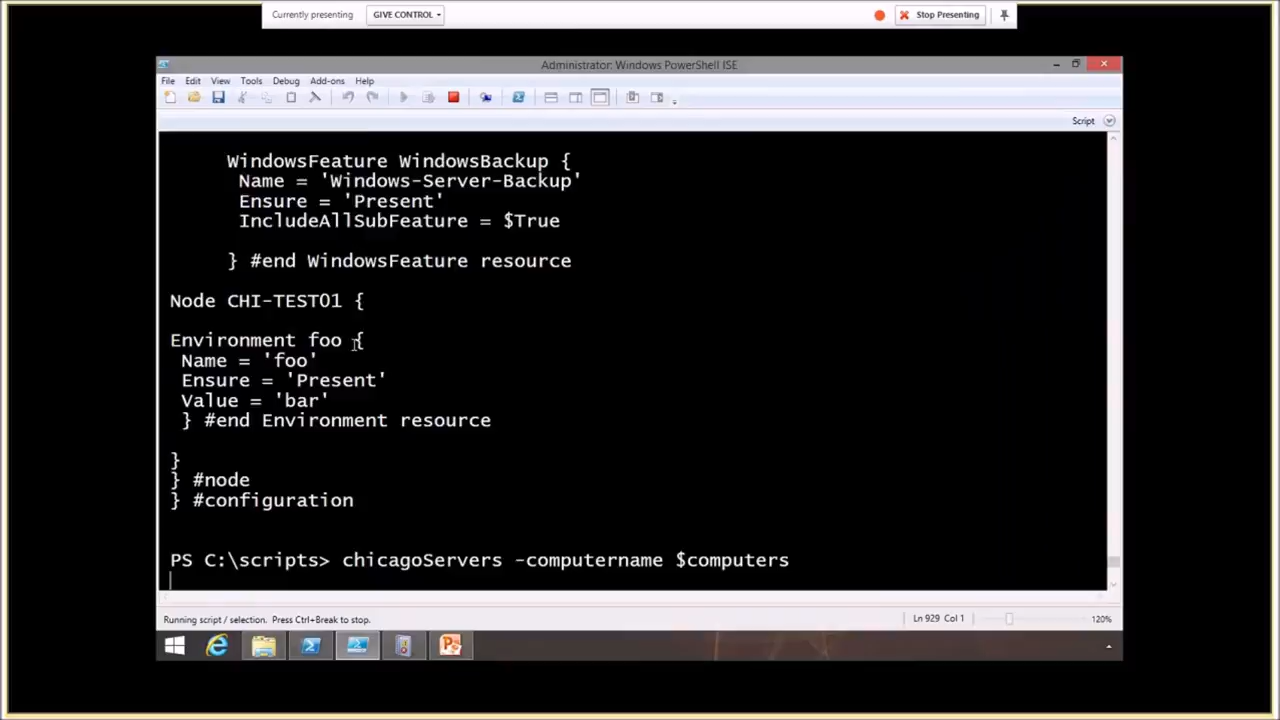 Currently presenting GIVE CONTROL Stop Presenting
Administrator: Windows PowerShell ISE
File Edit View Tools Debug Add-ons Help
Script
WindowsFeature WindowsBackup {
Name = 'Windows-Server-Backup'
Ensure = 'Present'
IncludeAllSubFeature = $True
} #end WindowsFeature resource
Node CHI-TEST01 {
Environment foo {
Name = 'foo'
Ensure = 'Present'
Value = 'bar'
} #end Environment resource
}
} #node
} #configuration
PS C:\scripts> chicagoServers -computername $computers
Running script / selection. Press Ctrl+Break to stop. Ln 929 Col 1 120%